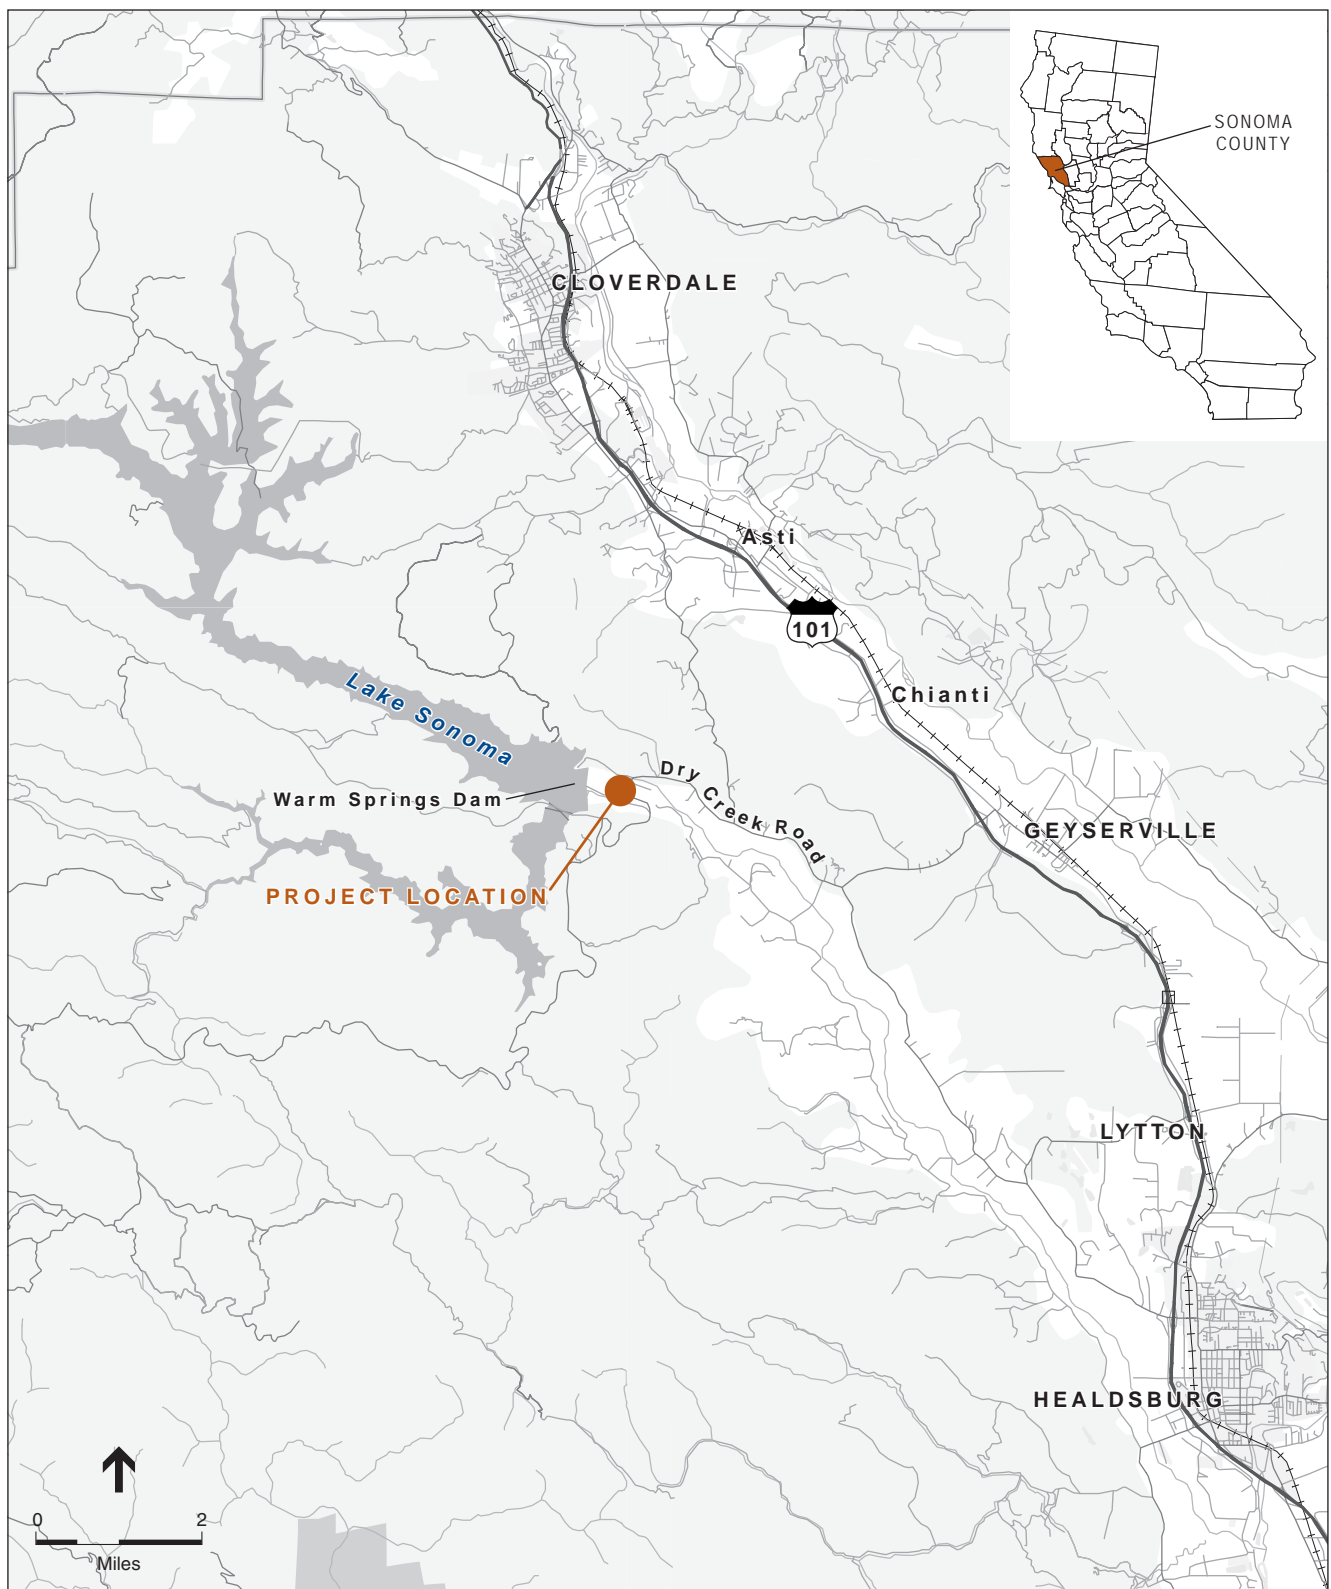 SONOMA
COUNTY
CLOVERDALE
Asti
101
Chianti
Lake Sonoma
Dry Creek Road
Warm Springs Dam
GEYSERVILLE
PROJECT LOCATION
LYTTON
HEALDSBURG
0 2
Miles